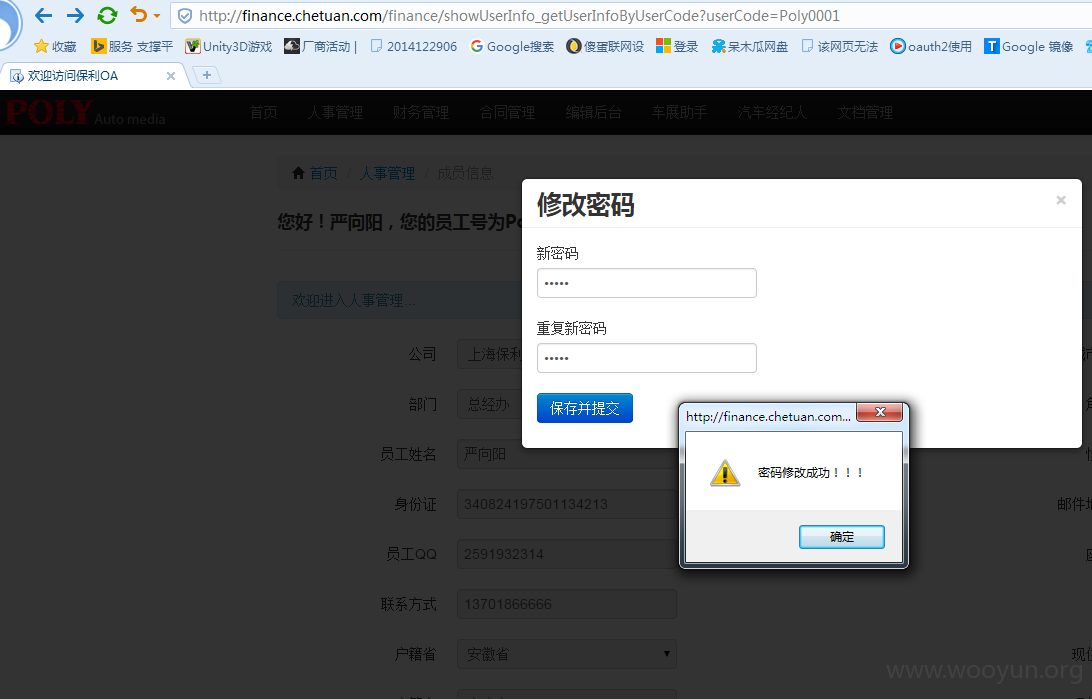 http://finance.chetuan.com/finance/showUserInfo_getUserInfoByUserCode?userCode=Poly0001
收藏 服务 支撑平 Unity3D游戏 厂商活动 | 2014122906 Google搜索 傻蛋联网设 登录 呆木瓜网盘 该网页无法 oauth2使用 Google 镜像
欢迎访问保利OA
POLY Auto media 首页 人事管理 财务管理 合同管理 编辑后台 车展助手 汽车经纪人 文档管理
首页 / 人事管理 / 成员信息
修改密码 ×
您好！严向阳，您的员工号为Po
新密码
•••••
欢迎进入人事管理...
重复新密码
公司 上海保利
•••••
部门 总经办
保存并提交
http://finance.chetuan.com...
员工姓名 严向阳
密码修改成功！！！
身份证 340824197501134213
邮件地
确定
员工QQ 2591932314
联系方式 13701866666
户籍省 安徽省
现住
www.wooyun.org